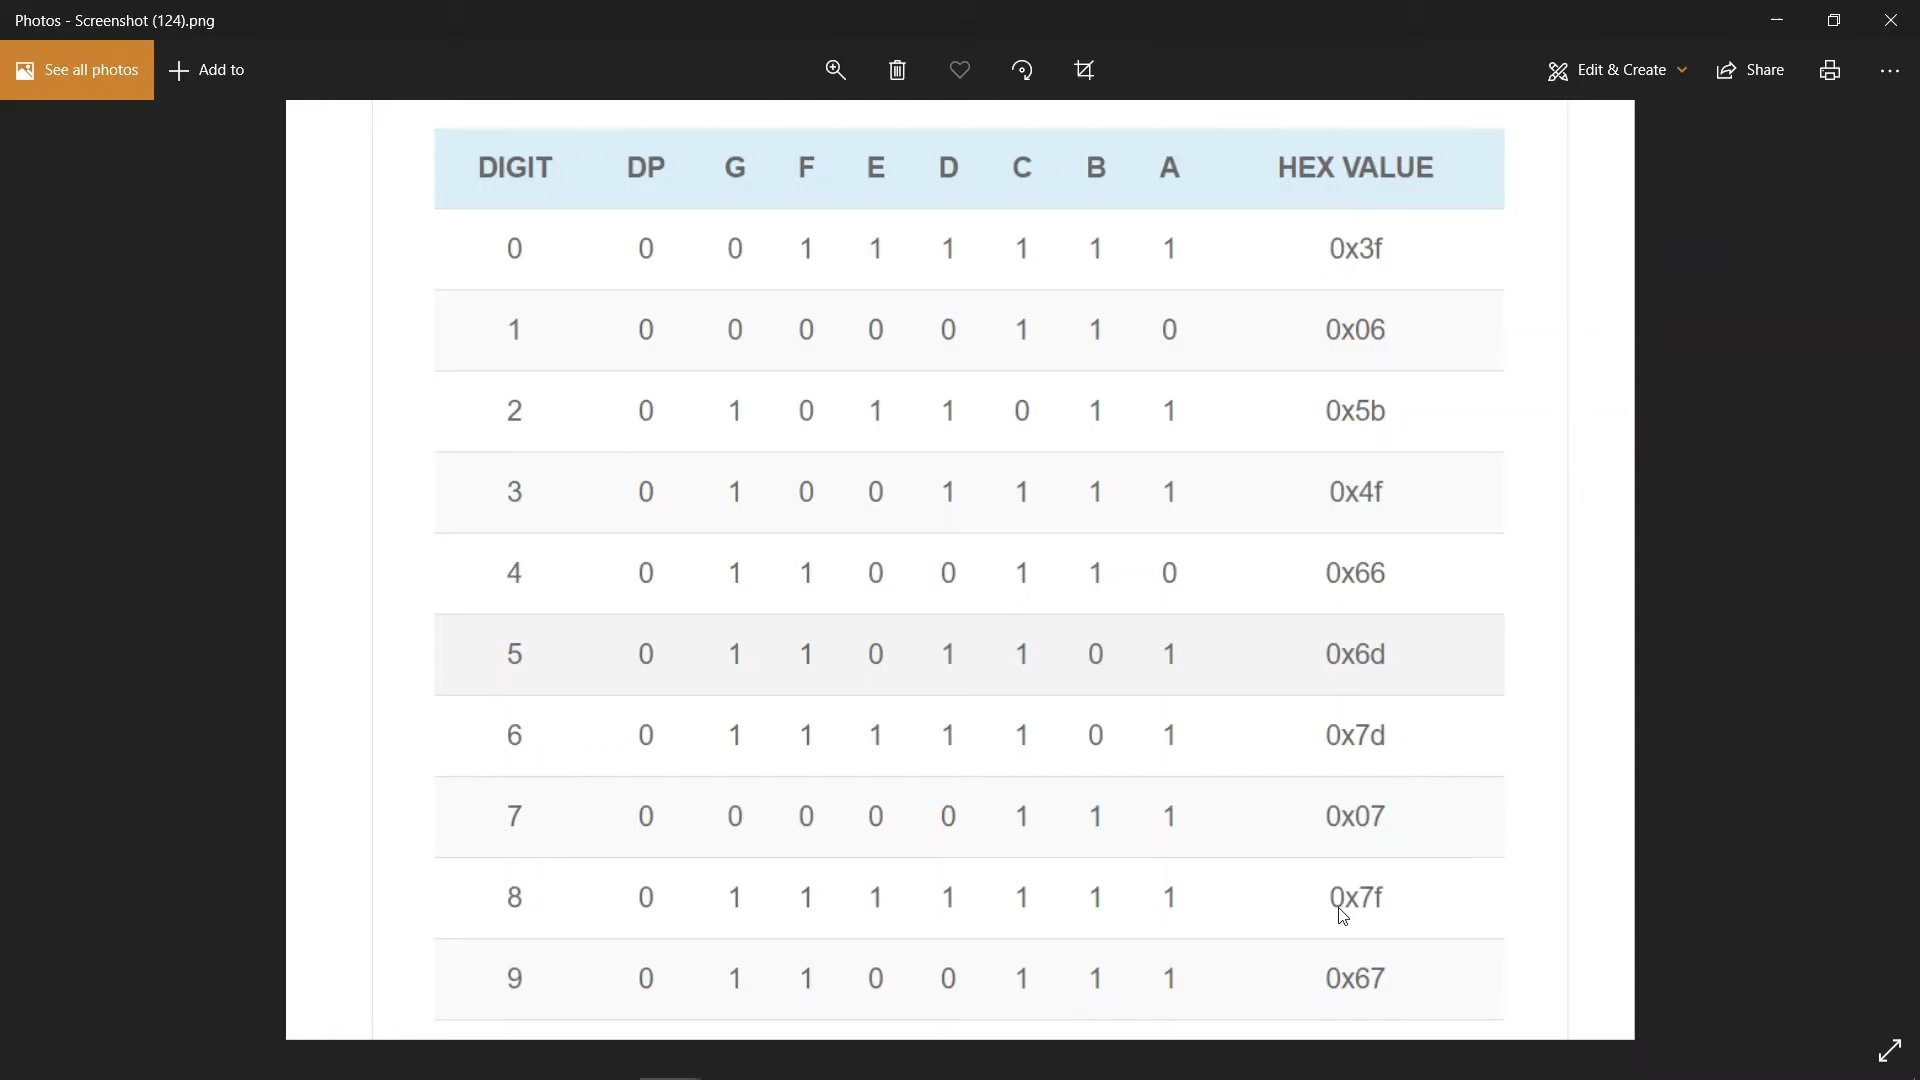 Photos - Screenshot (124).png
See all photos Add to Edit & Create Share
DIGIT DP G F E D C B A HEX VALUE
0 0 0 1 1 1 1 1 1 0x3f
1 0 0 0 0 0 1 1 0 0x06
2 0 1 0 1 1 0 1 1 0x5b
3 0 1 0 0 1 1 1 1 0x4f
4 0 1 1 0 0 1 1 0 0x66
5 0 1 1 0 1 1 0 1 0x6d
6 0 1 1 1 1 1 0 1 0x7d
7 0 0 0 0 0 1 1 1 0x07
8 0 1 1 1 1 1 1 1 0x7f
9 0 1 1 0 0 1 1 1 0x67